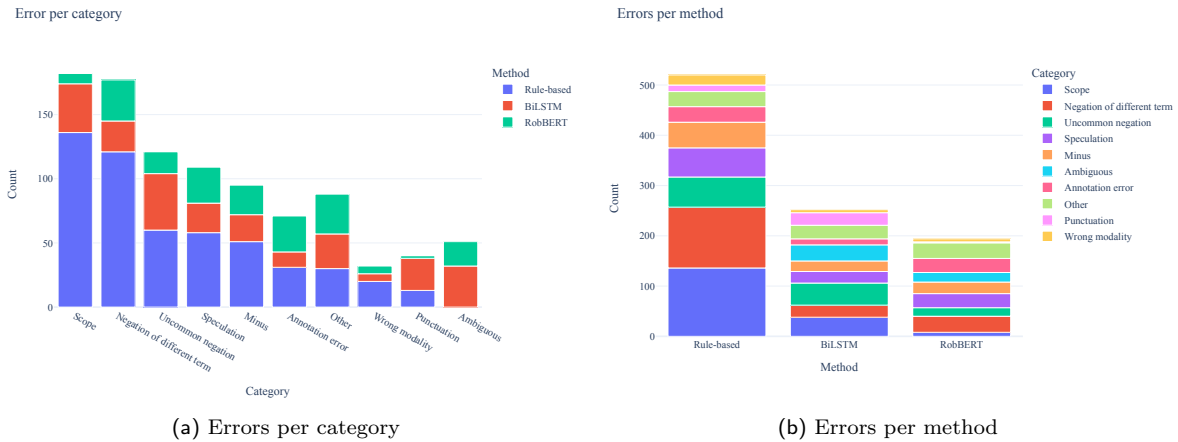 Error per category
Count
150
100
50
0
Scope
Negation of different term
Uncommon negation
Speculation
Minus
Annotation error
Other
Wrong modality
Punctuation
Ambiguous
Category
Method
Rule-based
BiLSTM
RobBERT
(a) Errors per category
Errors per method
Count
500
400
300
200
100
0
Rule-based
BiLSTM
RobBERT
Method
Category
Scope
Negation of different term
Uncommon negation
Speculation
Minus
Ambiguous
Annotation error
Other
Punctuation
Wrong modality
(b) Errors per method